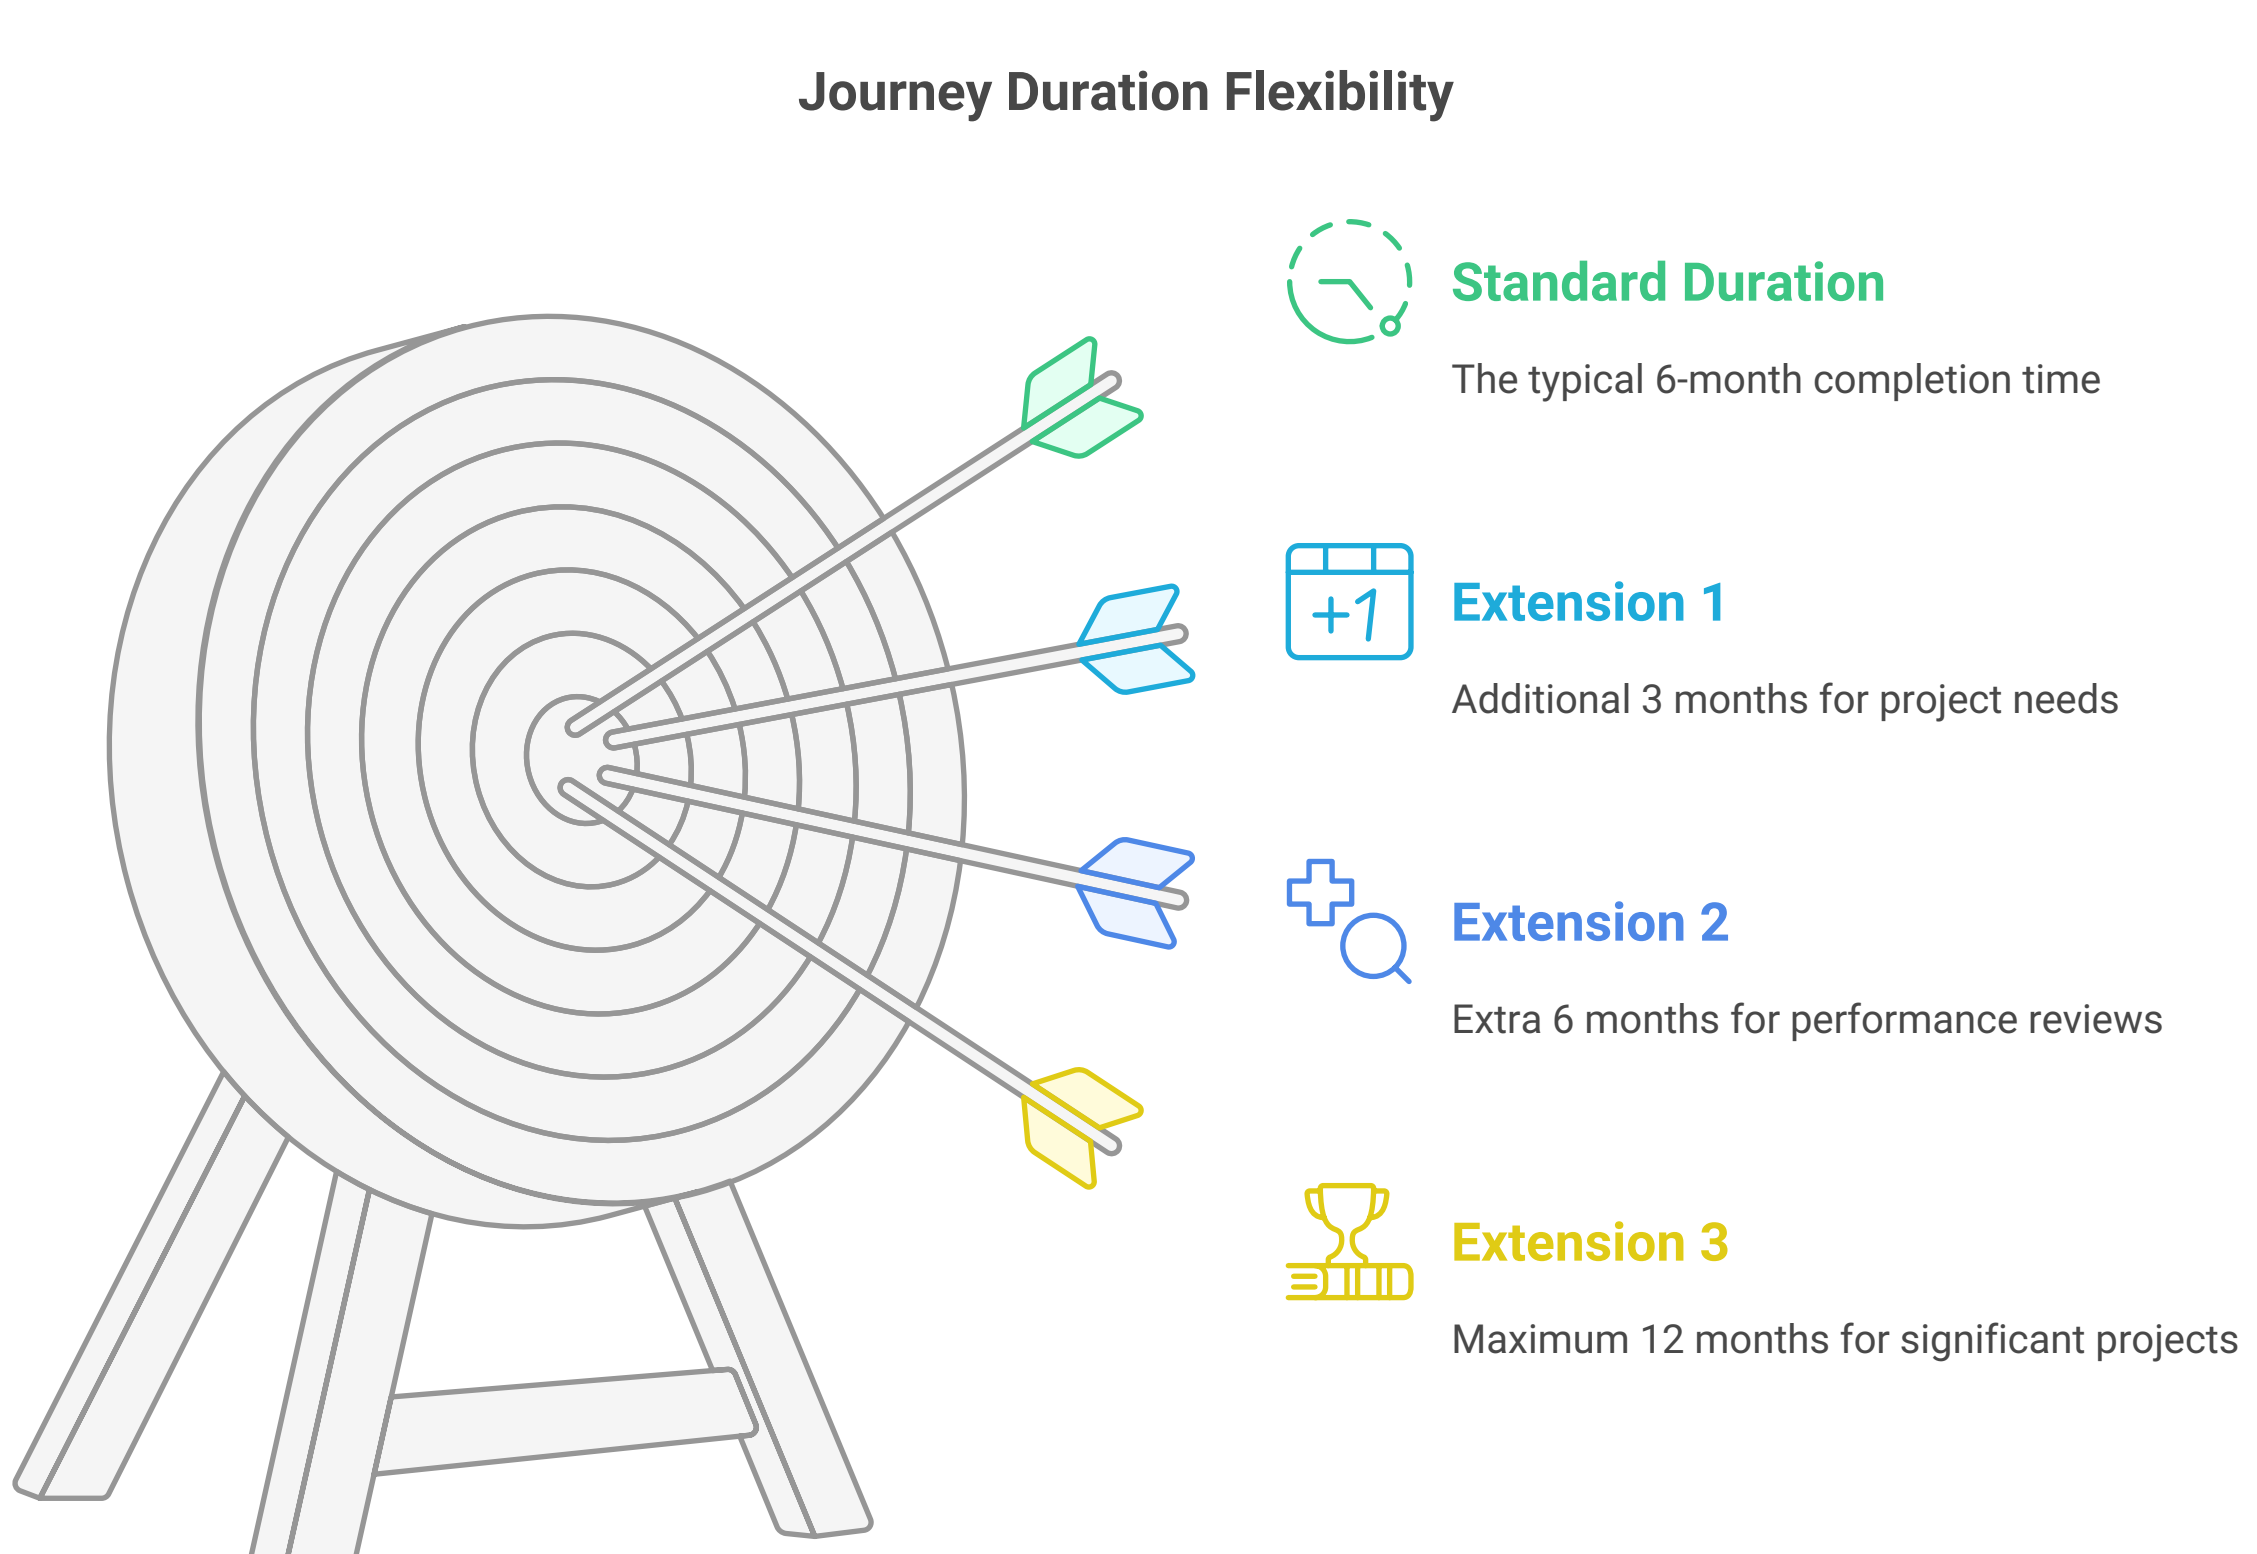 Journey Duration Flexibility
Standard Duration
The typical 6-month completion time
+1
Extension 1
Additional 3 months for project needs
Extension 2
Extra 6 months for performance reviews
Extension 3
Maximum 12 months for significant projects